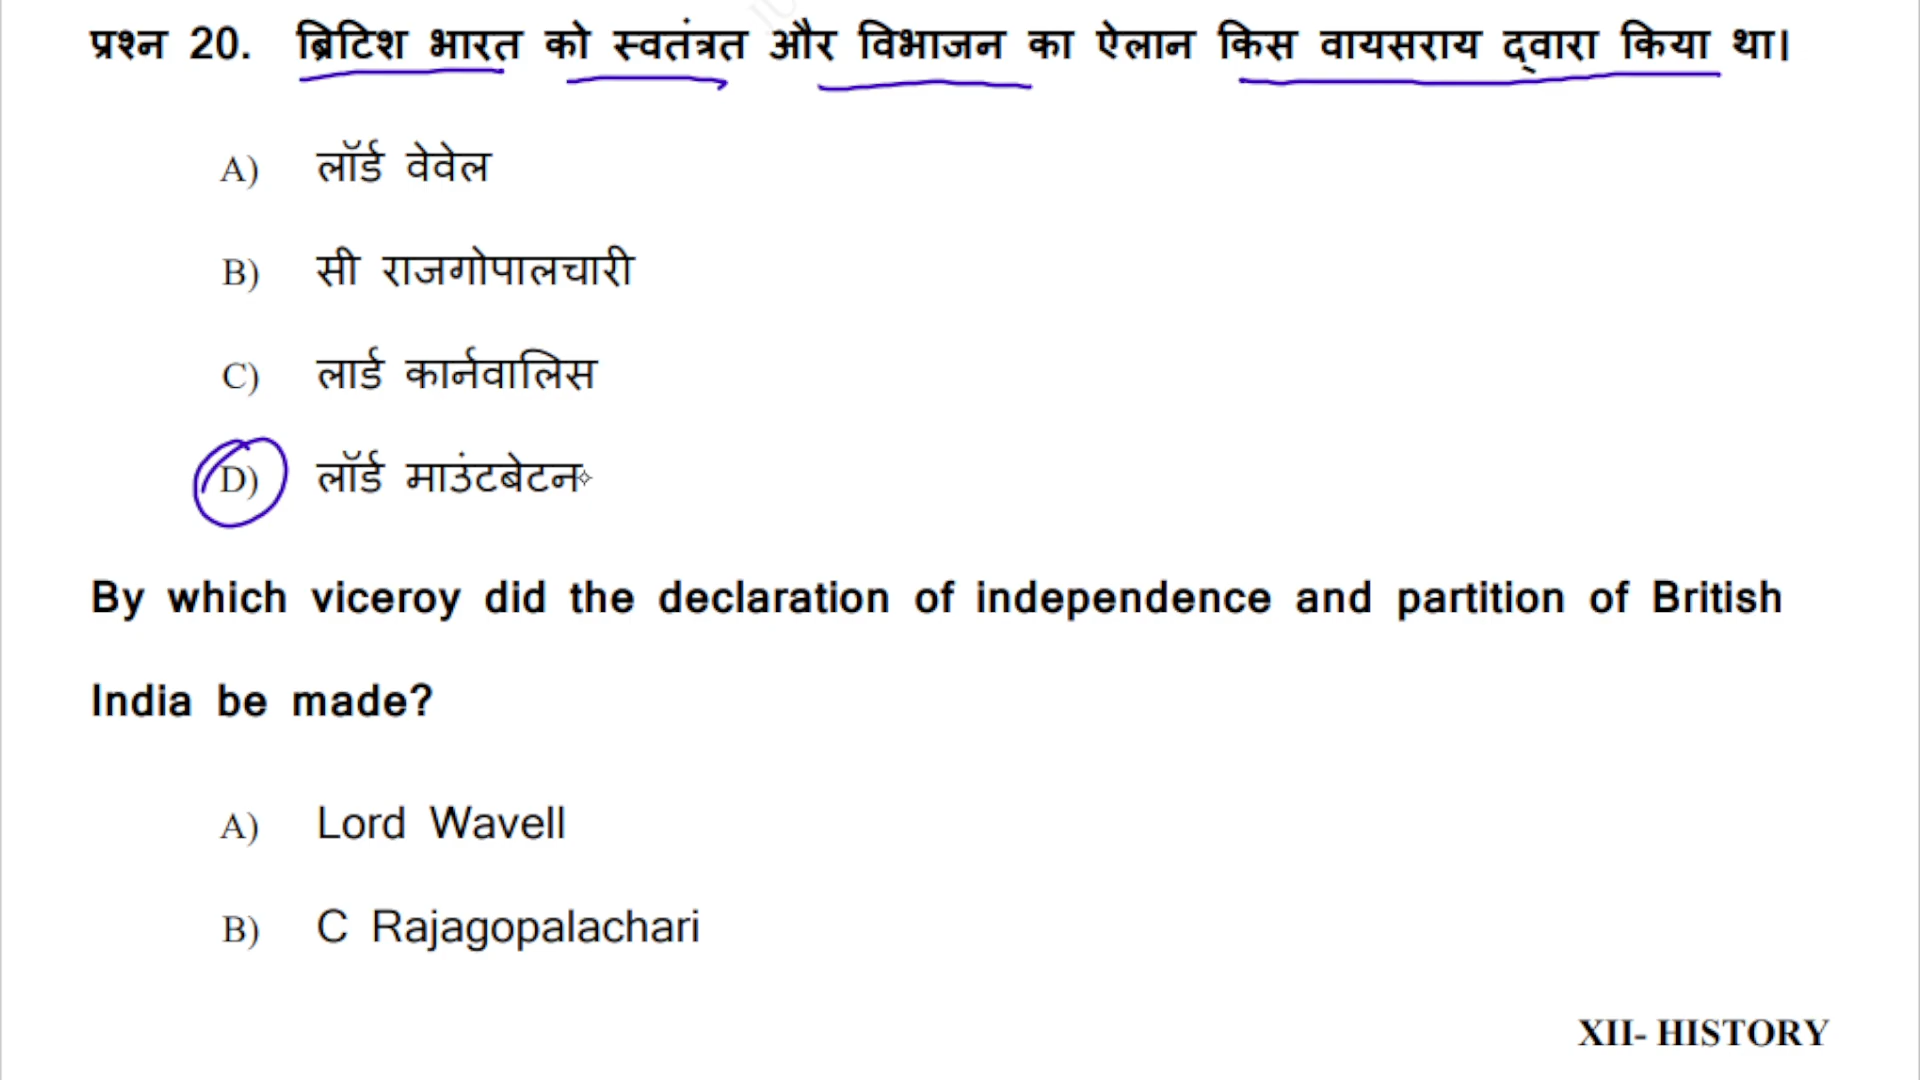 प्रश्न 20. ब्रिटिश भारत को स्वतंत्रत और विभाजन का ऐलान किस वायसराय द्वारा किया था।
A) लॉर्ड वेवेल
B) सी राजगोपालचारी
C) लार्ड कार्नवालिस
D) लॉर्ड माउंटबेटन
By which viceroy did the declaration of independence and partition of British
India be made?
A) Lord Wavell
B) C Rajagopalachari
XII- HISTORY